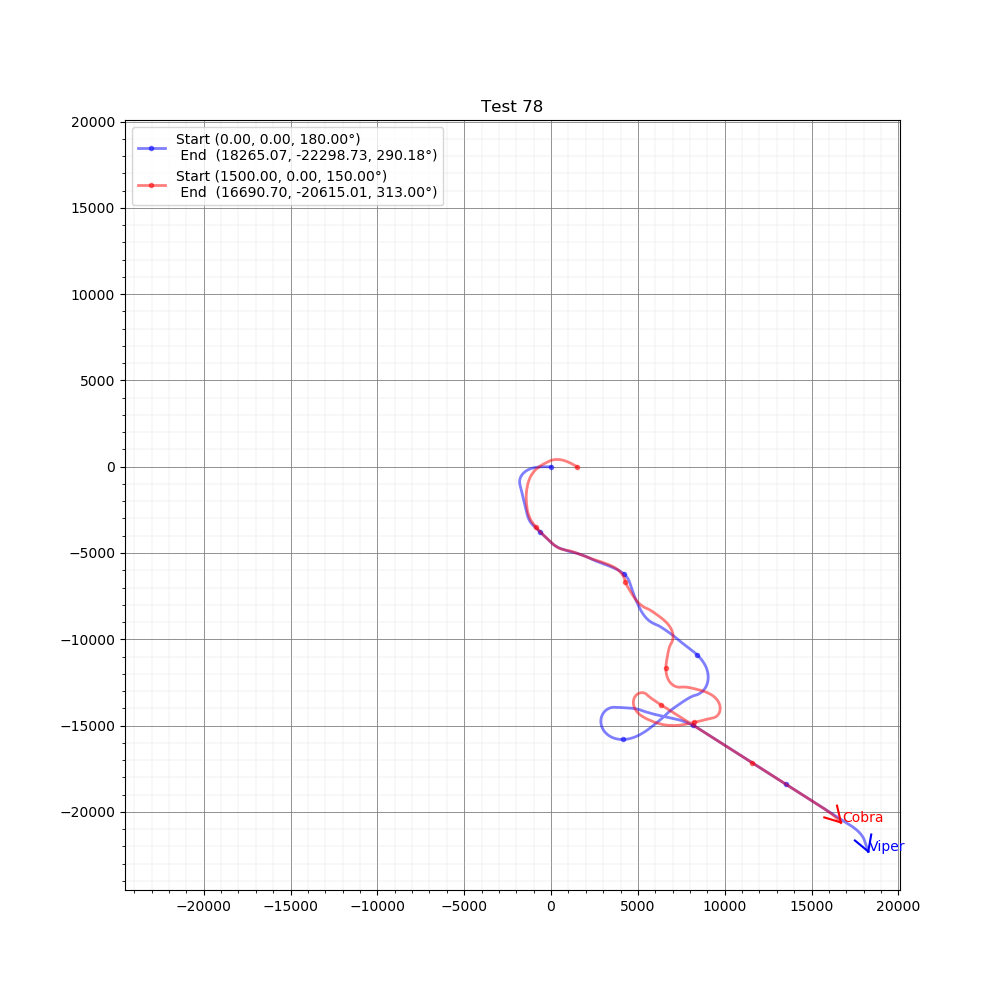 Test 78
Start (0.00, 0.00, 180.00°)
End  (18265.07, -22298.73, 290.18°)
Start (1500.00, 0.00, 150.00°)
End  (16690.70, -20615.01, 313.00°)
20000
15000
10000
5000
0
−5000
−10000
−15000
−20000
Cobra
Viper
−20000 −15000 −10000 −5000 0 5000 10000 15000 20000